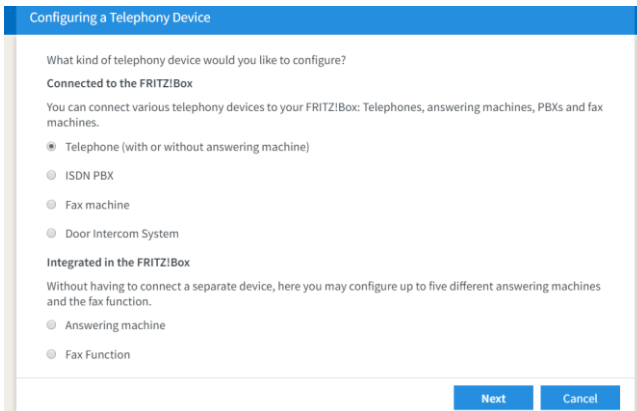 Configuring a Telephony Device
What kind of telephony device would you like to configure?
Connected to the FRITZ!Box
You can connect various telephony devices to your FRITZ!Box: Telephones, answering machines, PBXs and fax
machines.
Telephone (with or without answering machine)
ISDN PBX
Fax machine
Door Intercom System
Integrated in the FRITZ!Box
Without having to connect a separate device, here you may configure up to five different answering machines
and the fax function.
Answering machine
Fax Function
Next
Cancel